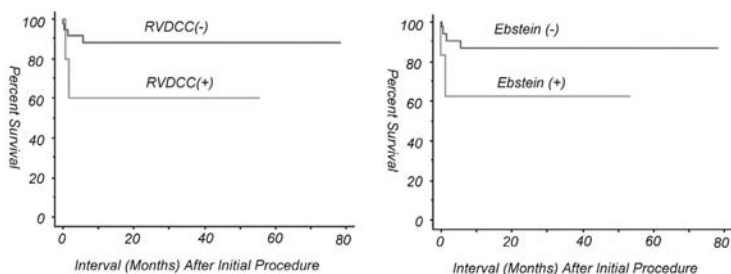 100
80
60
40
20
0
Percent Survival
RVDCC(-)
RVDCC(+)
0 20 40 60 80
Interval (Months) After Initial Procedure
100
80
60
40
20
0
Percent Survival
Ebstein (-)
Ebstein (+)
0 20 40 60 80
Interval (Months) After Initial Procedure